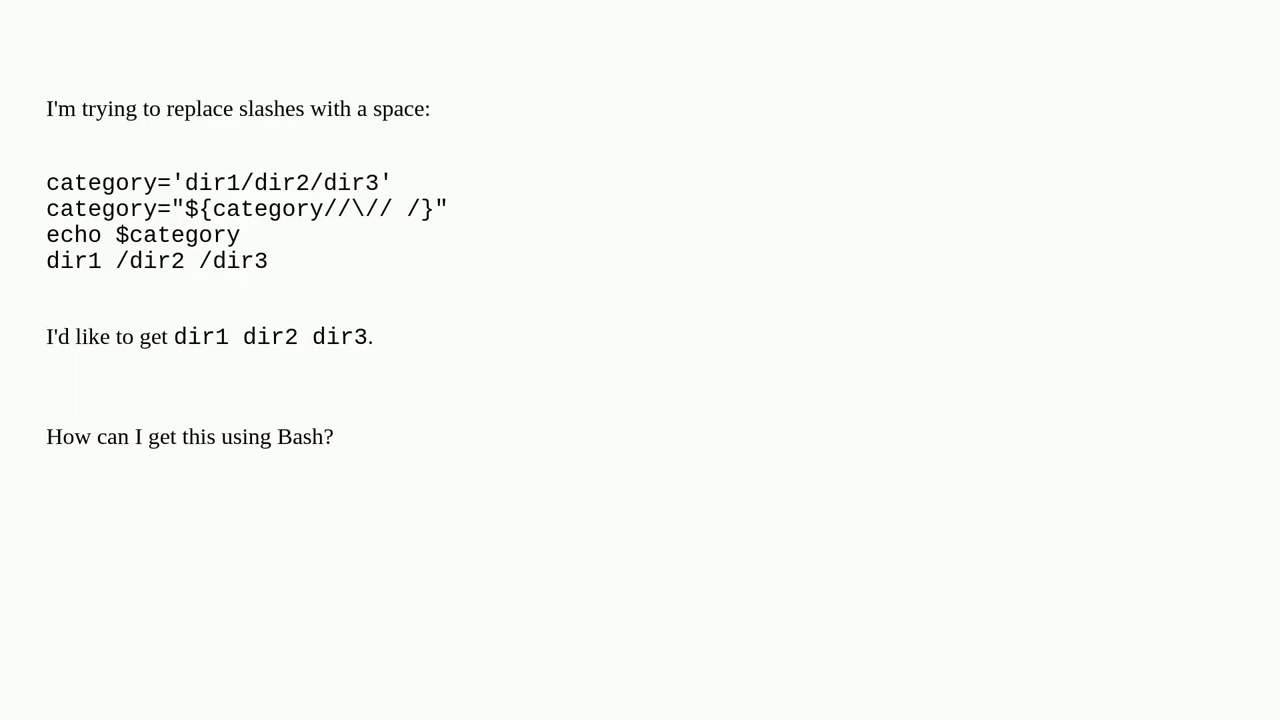 I'm trying to replace slashes with a space:
category='dir1/dir2/dir3'
category="${category//\// /}"
echo $category
dir1 /dir2 /dir3
I'd like to get dir1 dir2 dir3.
How can I get this using Bash?